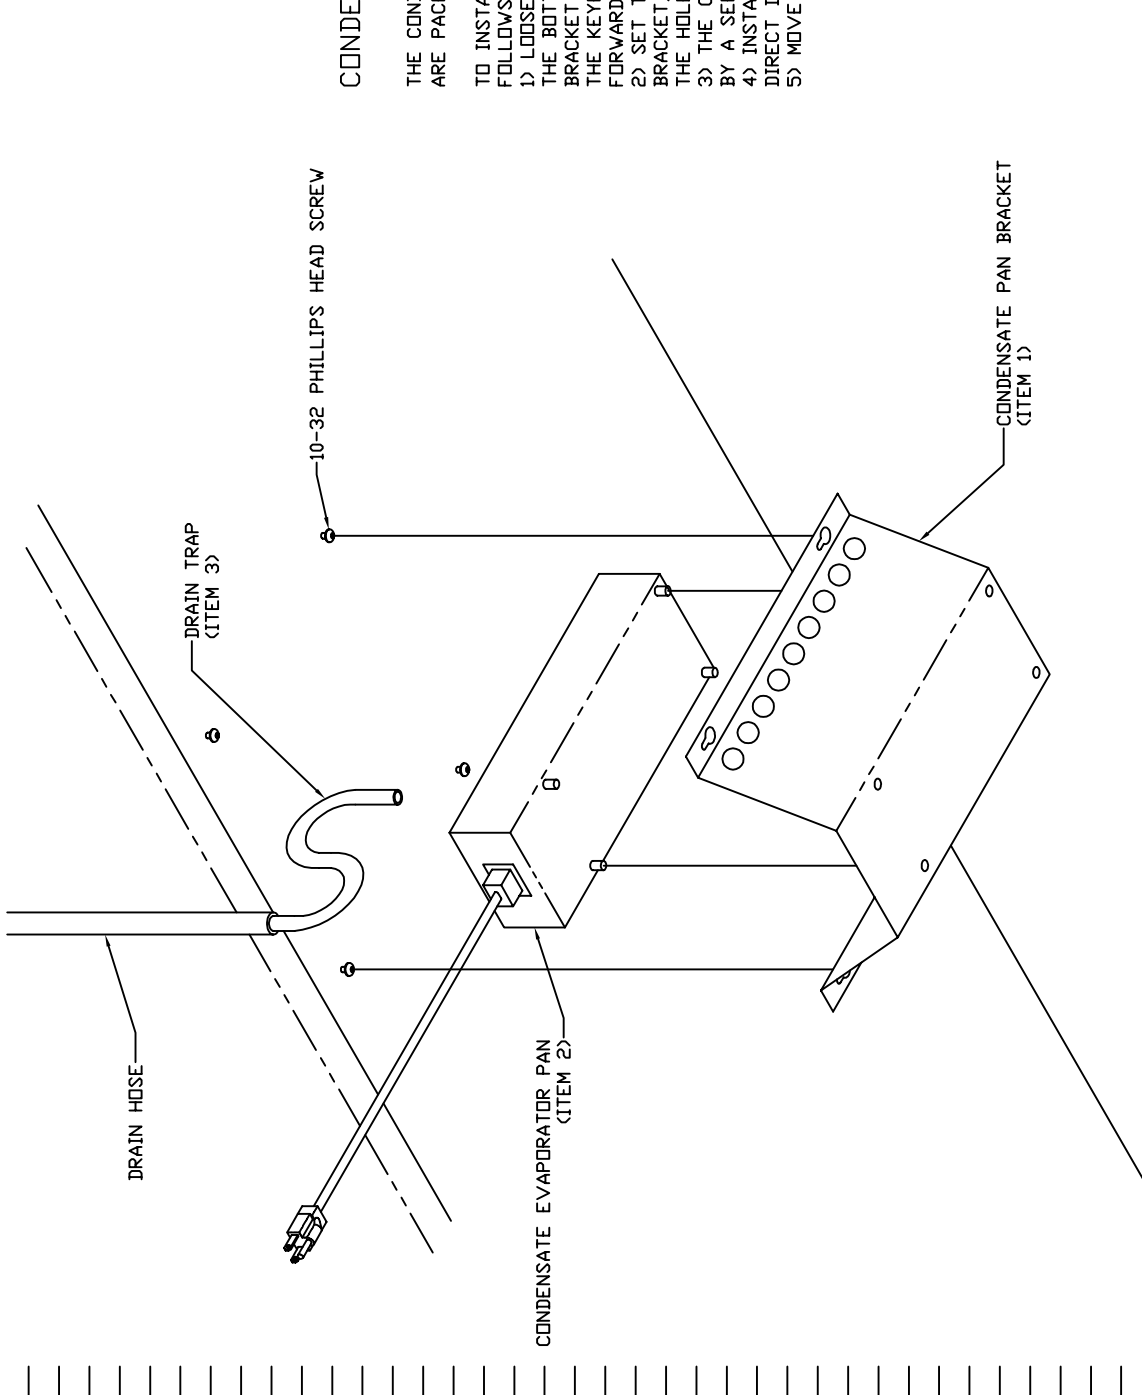 CONDE
THE CON
ARE PAC
TO INSTA
FOLLOWS
1) LOOSE
THE BOTT
BRACKET
THE KEY
FORWARD
2) SET T
BRACKET,
THE HOL
3) THE C
BY A SE
4) INSTA
DIRECT I
5) MOVE
10-32 PHILLIPS HEAD SCREW
DRAIN TRAP
(ITEM 3)
CONDENSATE PAN BRACKET
(ITEM 1)
DRAIN HOSE
CONDENSATE EVAPORATOR PAN
(ITEM 2)